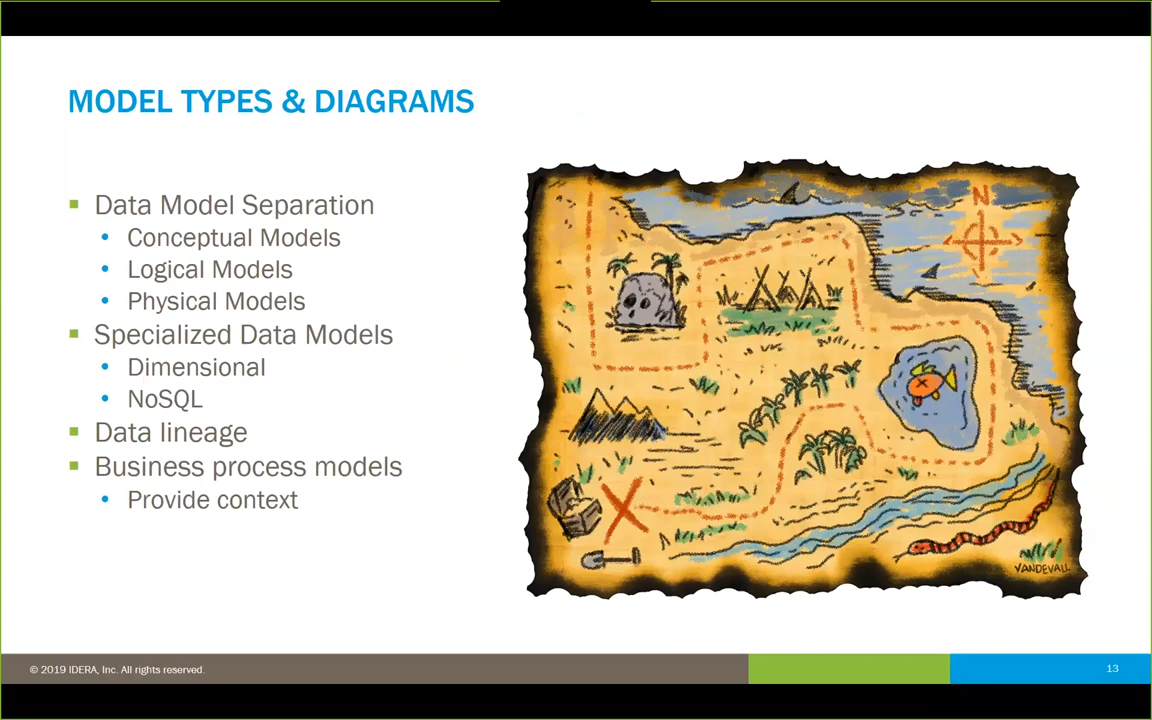 MODEL TYPES & DIAGRAMS
▪ Data Model Separation
• Conceptual Models
• Logical Models
• Physical Models
▪ Specialized Data Models
• Dimensional
• NoSQL
▪ Data lineage
▪ Business process models
• Provide context
N
VANDEVALL
© 2019 IDERA, Inc. All rights reserved.
13